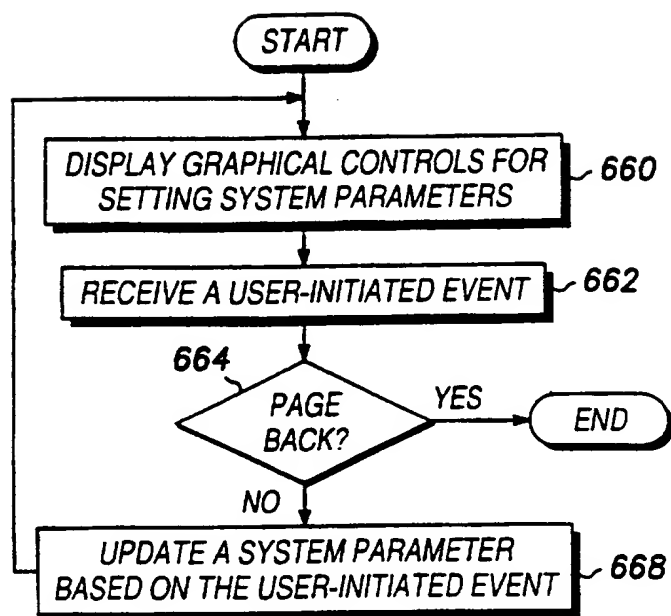 START
DISPLAY GRAPHICAL CONTROLS FOR
SETTING SYSTEM PARAMETERS
660
RECEIVE A USER-INITIATED EVENT
662
664
PAGE
BACK?
YES
END
NO
UPDATE A SYSTEM PARAMETER
BASED ON THE USER-INITIATED EVENT
668